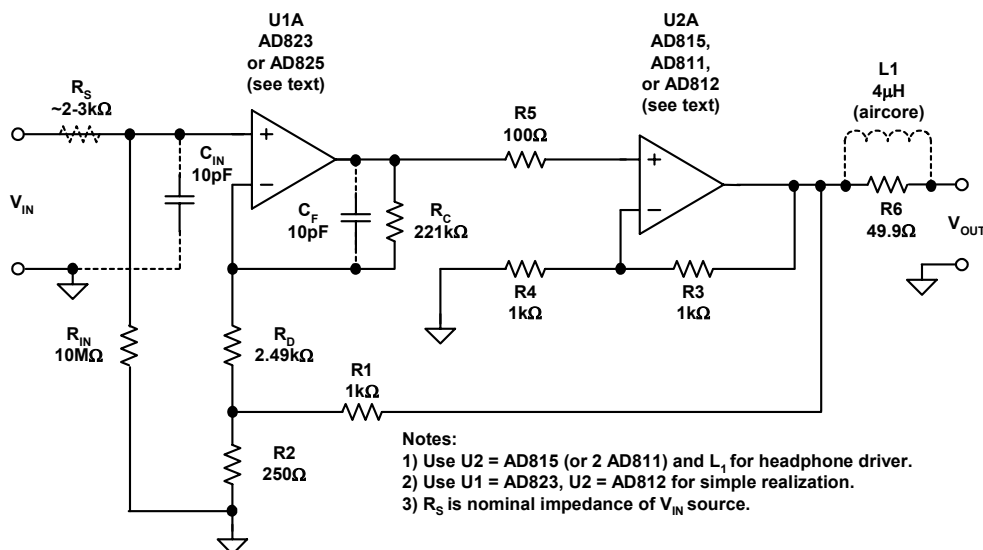 U1A
AD823
or AD825
(see text)
U2A
AD815,
AD811,
or AD812
(see text)
L1
4μH
(aircore)
RS
~2-3kΩ
R5
100Ω
CIN
10pF
+
−
+
−
VIN
CF
10pF
RC
221kΩ
R6
49.9Ω
VOUT
R4
1kΩ
R3
1kΩ
RIN
10MΩ
RD
2.49kΩ
R1
1kΩ
R2
250Ω
Notes:
1) Use U2 = AD815 (or 2 AD811) and L1 for headphone driver.
2) Use U1 = AD823, U2 = AD812 for simple realization.
3) RS is nominal impedance of VIN source.